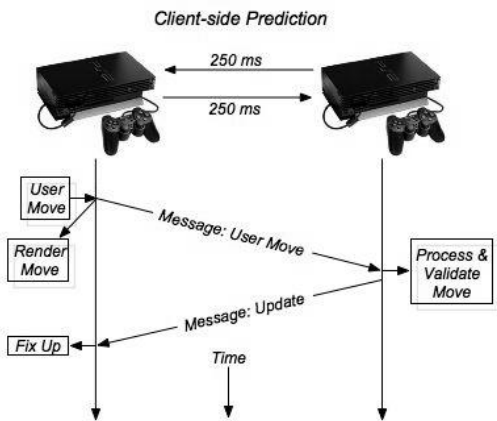 Client-side Prediction
250 ms
250 ms
User
Move
Message: User Move
Render
Move
Process &
Validate
Move
Message: Update
Fix Up
Time